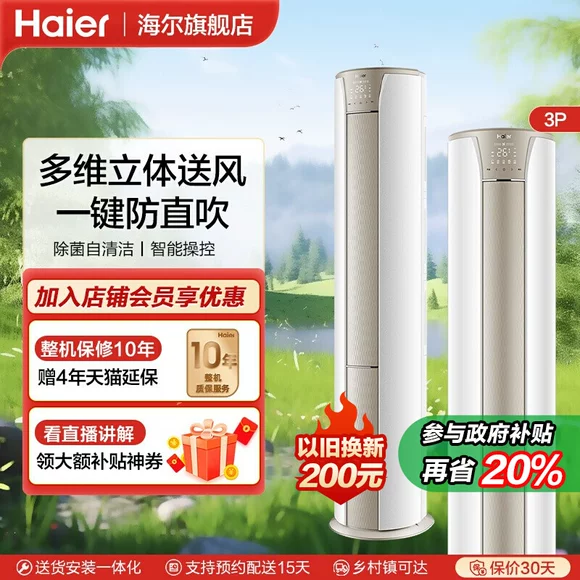 Haier 海尔旗舰店
3P
多维立体送风
一键防直吹
除菌自清洁 智能操控
加入店铺会员享优惠
整机保修10年
赠4年天猫延保
Haier
10年
整机
质保服务
看直播讲解
领大额补贴神券
以旧换新
200元
参与政府补贴
再省20%
送货安装一体化
支持预约配送15天
乡村镇可达
保价30天